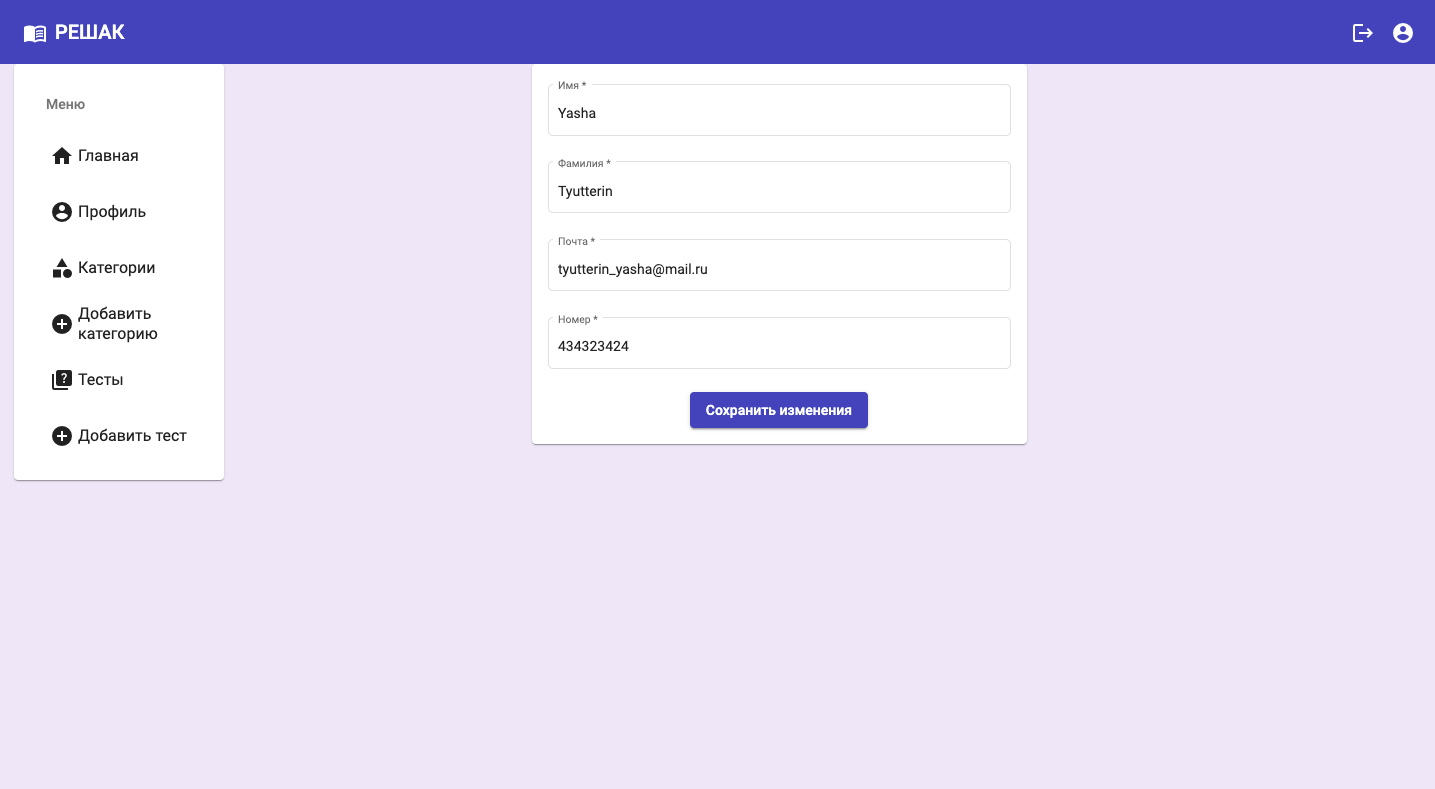 РЕШАК
Меню
Главная
Профиль
Категории
Добавить
категорию
Тесты
Добавить тест
Имя *
Yasha
Фамилия *
Tyutterin
Почта *
tyutterin_yasha@mail.ru
Номер *
434323424
Сохранить изменения